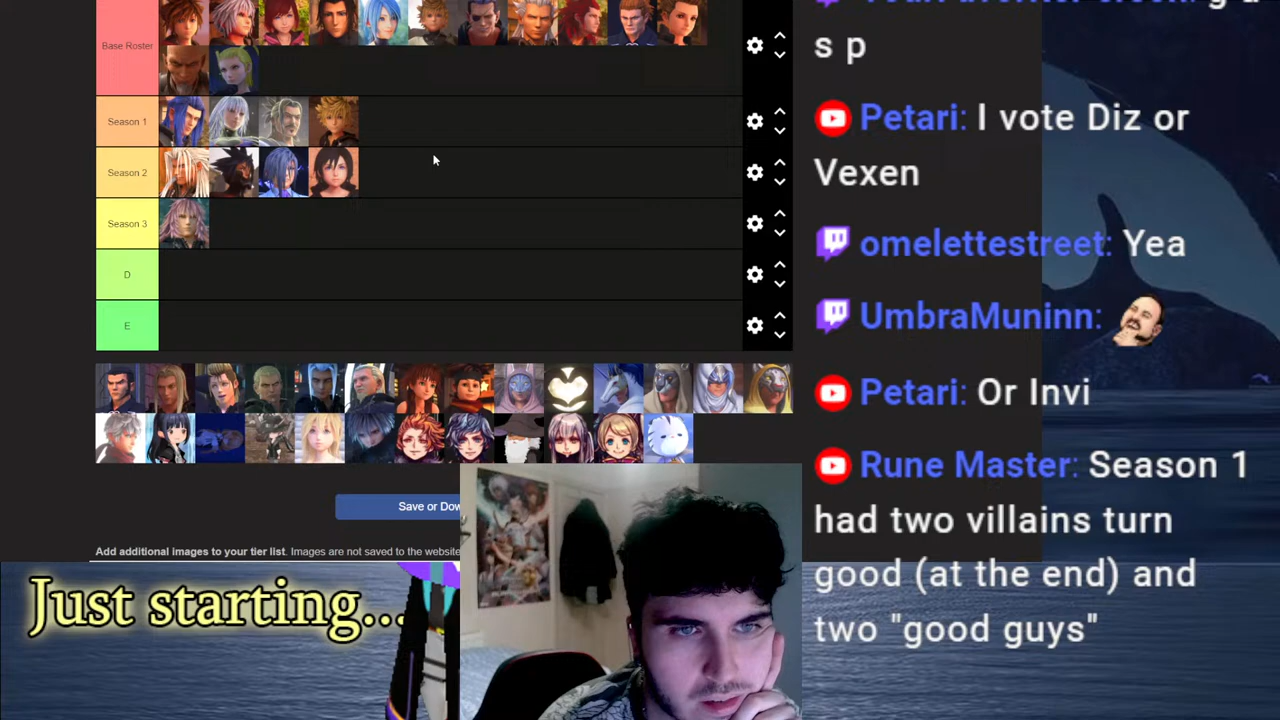 Base Roster
Season 1
Season 2
Season 3
D
E
Save or Dow
Add additional images to your tier list. Images are not saved to the website
Just starting...
s p
Petari: I vote Diz or
Vexen
omelettestreet: Yea
UmbraMuninn:
Petari: Or Invi
Rune Master: Season 1
had two villains turn
good (at the end) and
two "good guys"